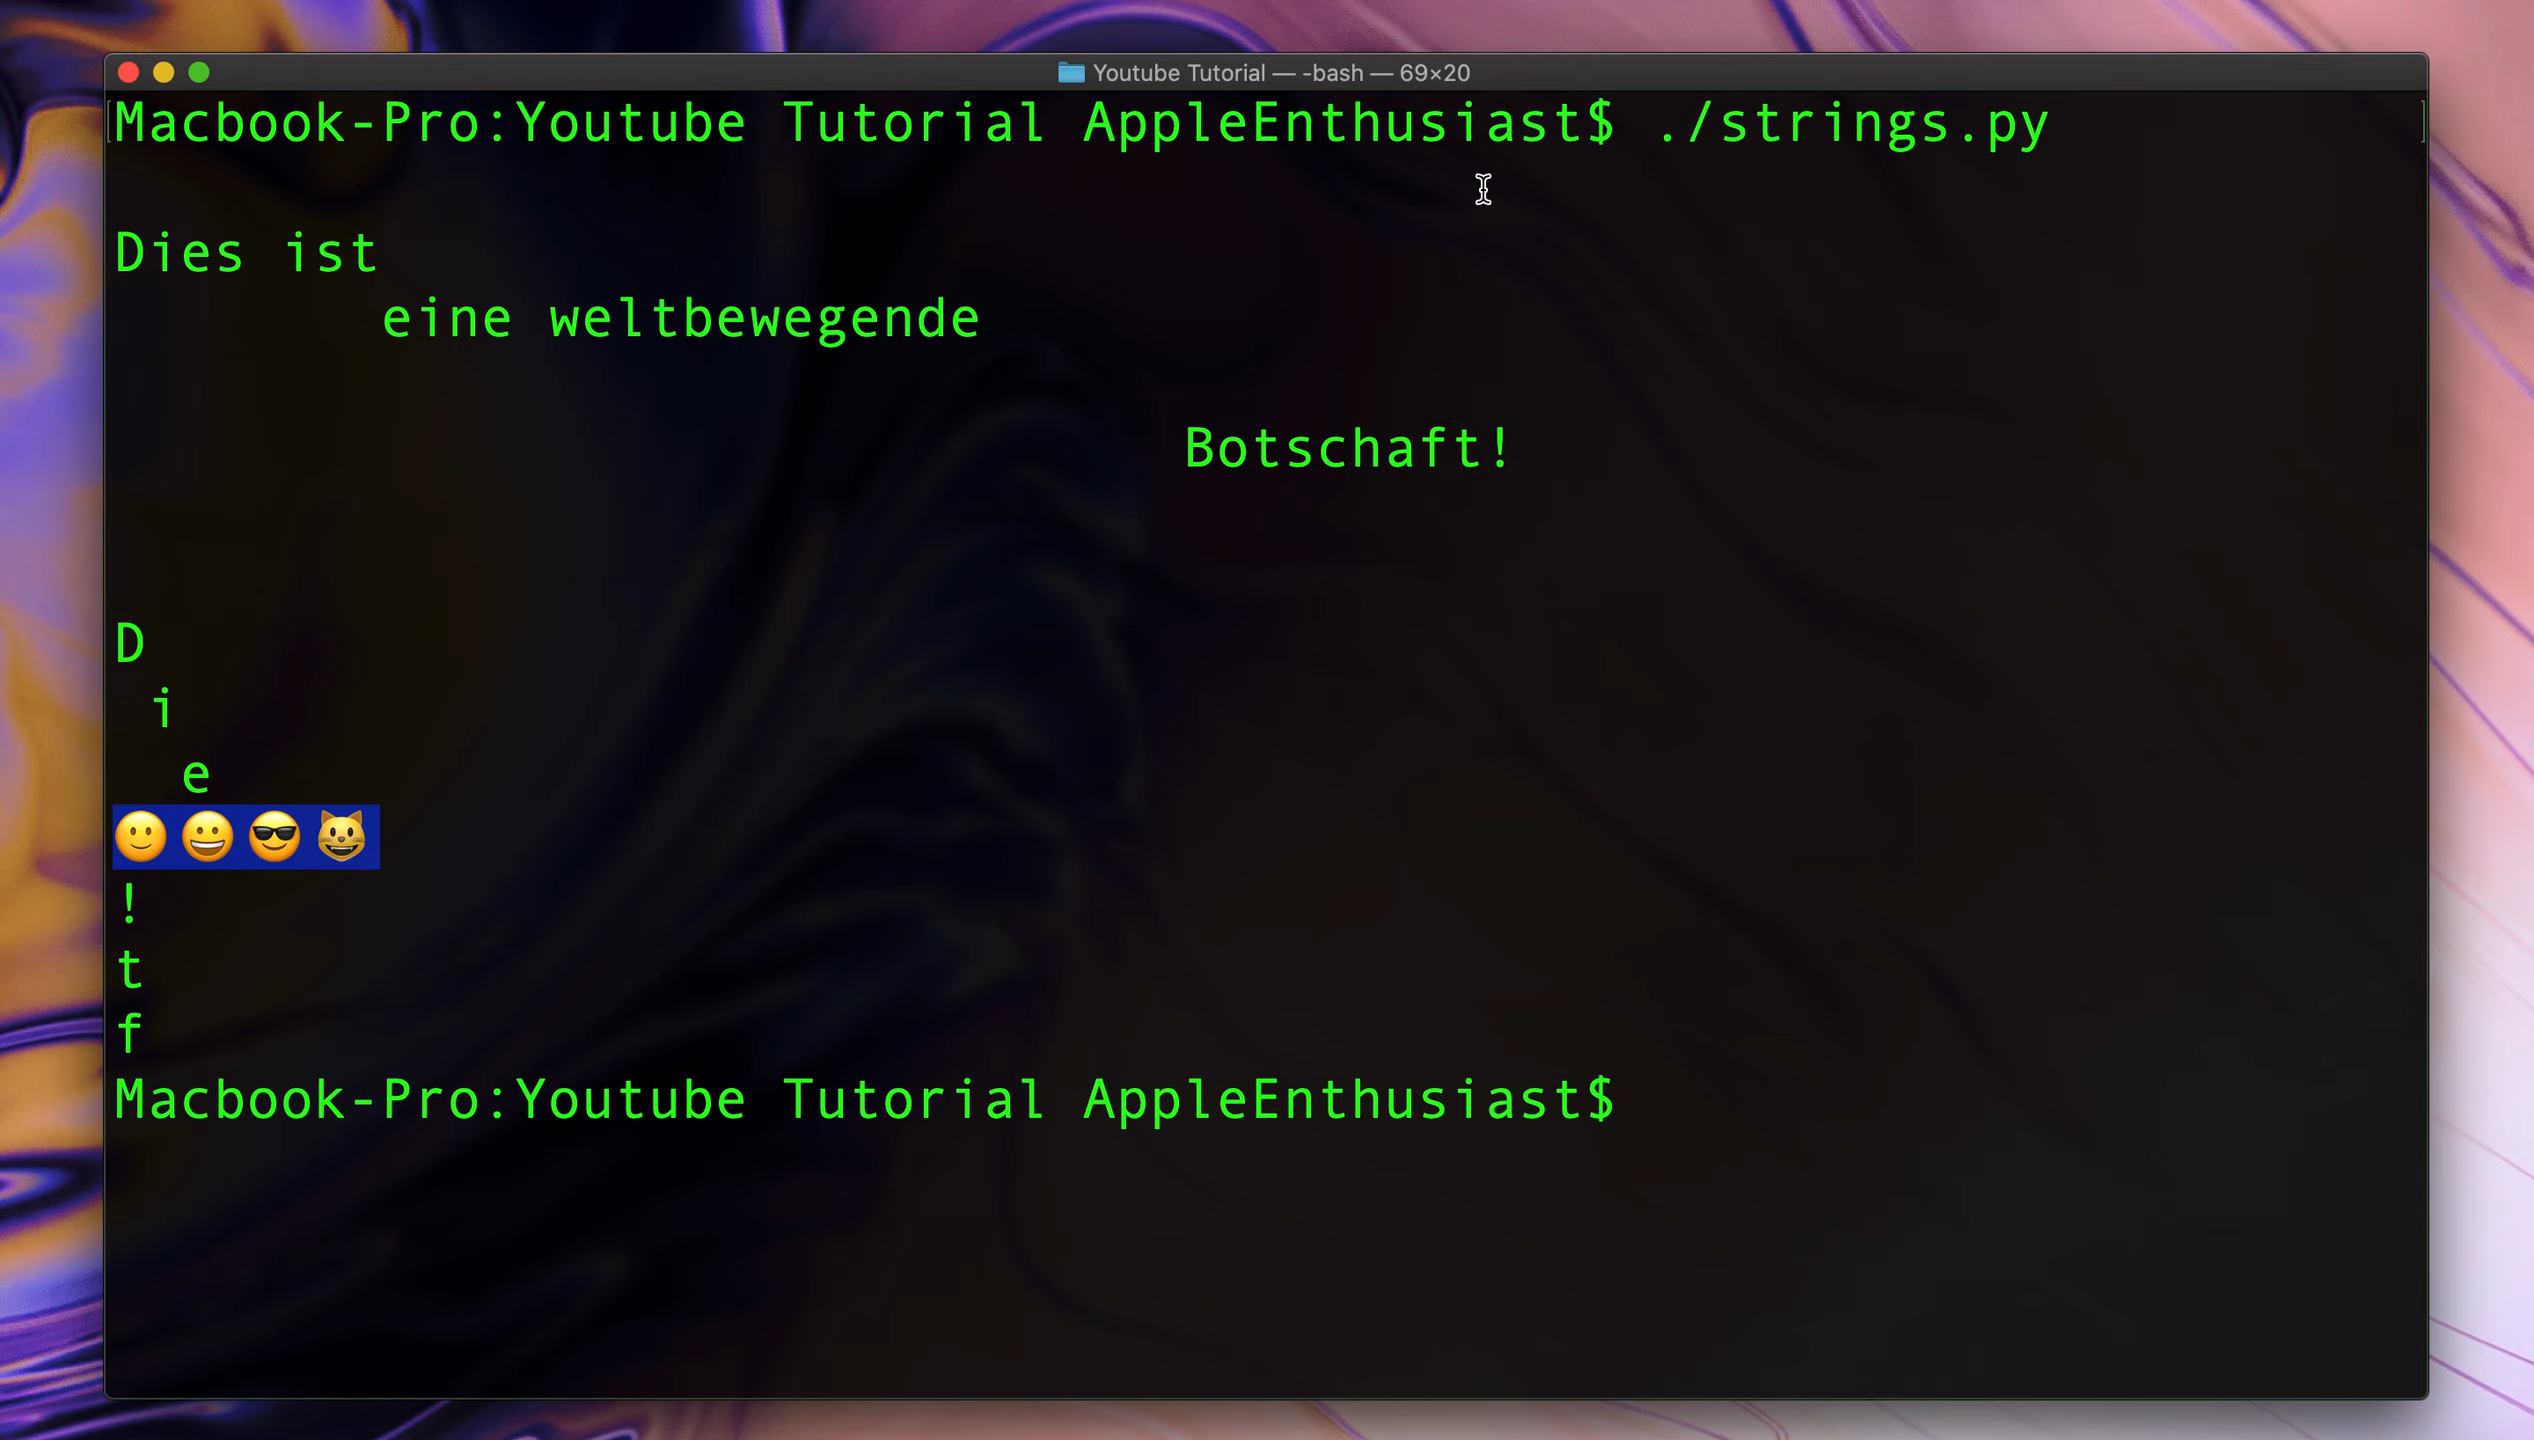 Youtube Tutorial — -bash — 69×20
Macbook-Pro:Youtube Tutorial AppleEnthusiast$ ./strings.py
Dies ist
eine weltbewegende
Botschaft!
D
i
e
🙂😀😎😺
!
t
f
Macbook-Pro:Youtube Tutorial AppleEnthusiast$